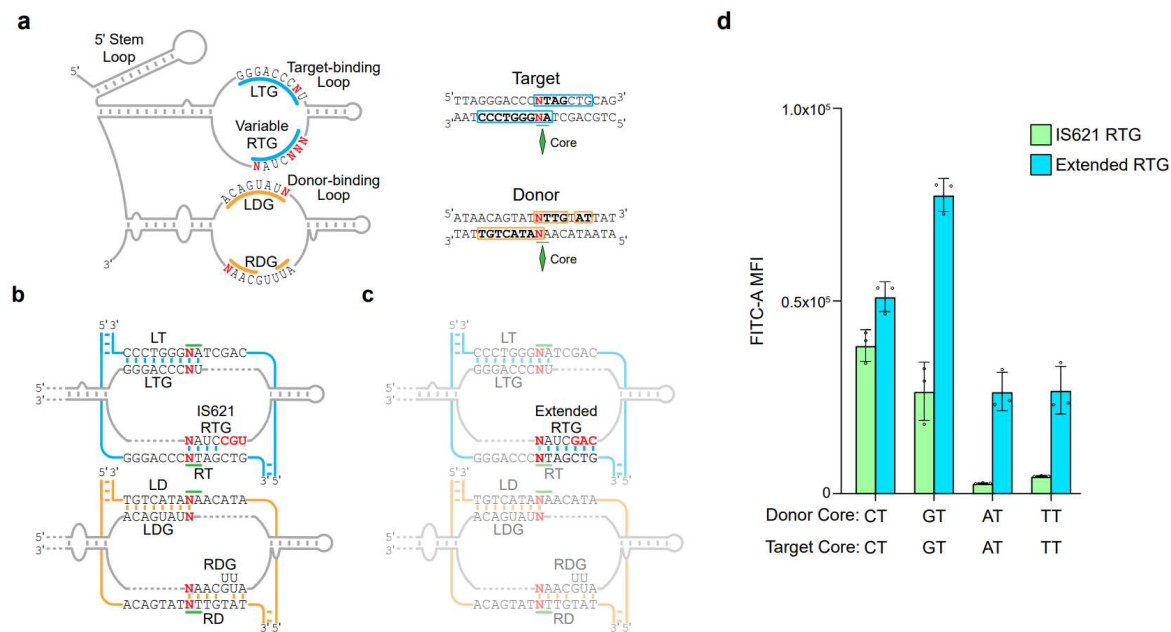 a
5' Stem
Loop
5'
GGGACCCNU
LTG
Target-binding
Loop
Variable
RTG
NAUCNNN
ACAGUAUN
LDG
Donor-binding
Loop
RDG
NAACGUUUA
3'
Target
5'TTAGGGACCCNTAGCTGCAG3'
3'AATCCCTGGGNATCGACGTC5'
Core
Donor
5'ATAACAGTATNTTGTATTAT3'
3'TATTGTCATANAACATAATA5'
Core
b
5'3'
LT
CCCTGGGNATCGAC
GGGACCCNU
LTG
5'
3'
IS621
RTG
NAUCCGU
GGGACCCNTAGCTG
RT
3'5'
5'3'
LD
TGTCATANAACATA
ACAGUAUN
LDG
5'
3'
RDG
UU
NAACGUA
ACAGTATNTTGTAT
RD
3'5'
c
5'3'
LT
CCCTGGGNATCGAC
GGGACCCNU
LTG
5'
3'
Extended
RTG
NAUCGAC
GGGACCCNTAGCTG
RT
3'5'
5'3'
LD
TGTCATANAACATA
ACAGUAUN
LDG
5'
3'
RDG
UU
NAACGUA
ACAGTATNTTGTAT
RD
3'5'
d
1.0x10⁵
0.5x10⁵
0
FITC-A MFI
IS621 RTG
Extended RTG
Donor Core: CT GT AT TT
Target Core: CT GT AT TT